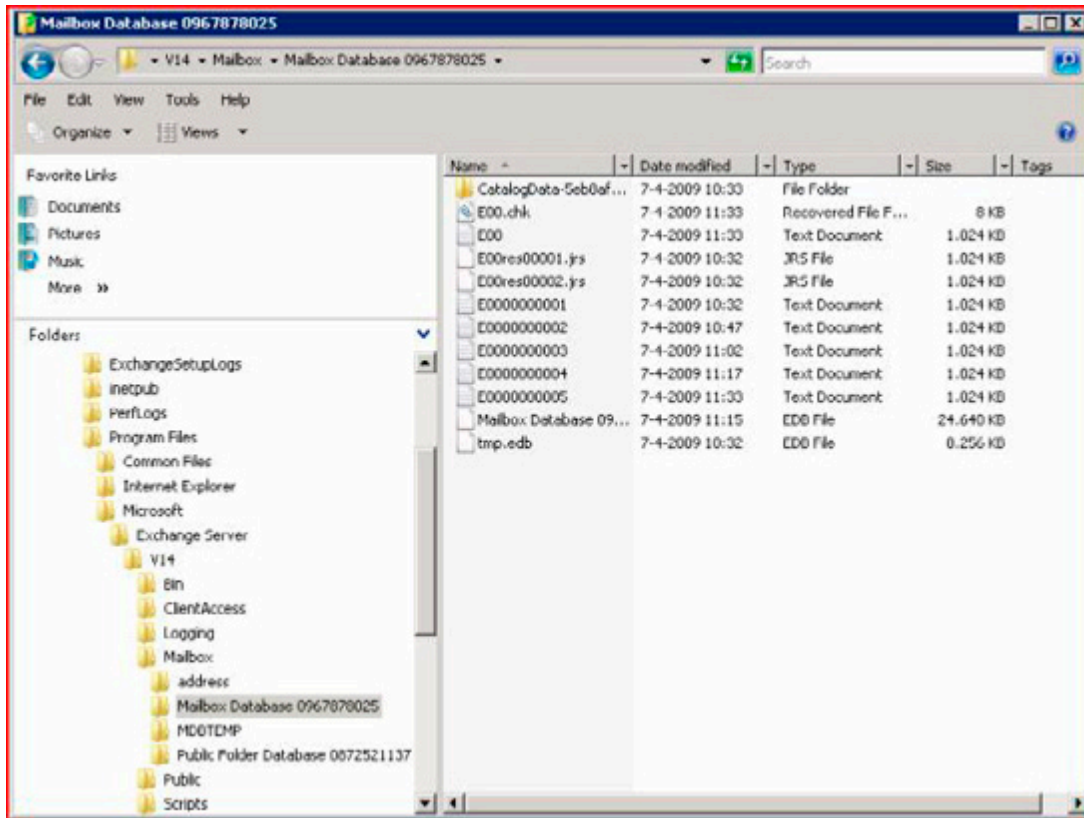 Mailbox Database 0967878025
V14 Mailbox Mailbox Database 0967878025 Search
File Edit View Tools Help
Organize Views
Favorite Links
Documents
Pictures
Music
More »
Folders
ExchangeSetupLogs
inetpub
PerfLogs
Program Files
Common Files
Internet Explorer
Microsoft
Exchange Server
V14
Bin
ClientAccess
Logging
Mailbox
address
Mailbox Database 0967878025
MDBTEMP
Public Folder Database 0872521137
Public
Scripts
Name Date modified Type Size Tags
CatalogData-5eb0af... 7-4-2009 10:33 File Folder
E00.chk 7-4-2009 11:33 Recovered File F... 8 KB
E00 7-4-2009 11:33 Text Document 1.024 KB
E00res00001.jrs 7-4-2009 10:32 JRS File 1.024 KB
E00res00002.jrs 7-4-2009 10:32 JRS File 1.024 KB
E0000000001 7-4-2009 10:32 Text Document 1.024 KB
E0000000002 7-4-2009 10:47 Text Document 1.024 KB
E0000000003 7-4-2009 11:02 Text Document 1.024 KB
E0000000004 7-4-2009 11:17 Text Document 1.024 KB
E0000000005 7-4-2009 11:33 Text Document 1.024 KB
Mailbox Database 09... 7-4-2009 11:15 EDB File 24.640 KB
tmp.edb 7-4-2009 10:32 EDB File 8.256 KB